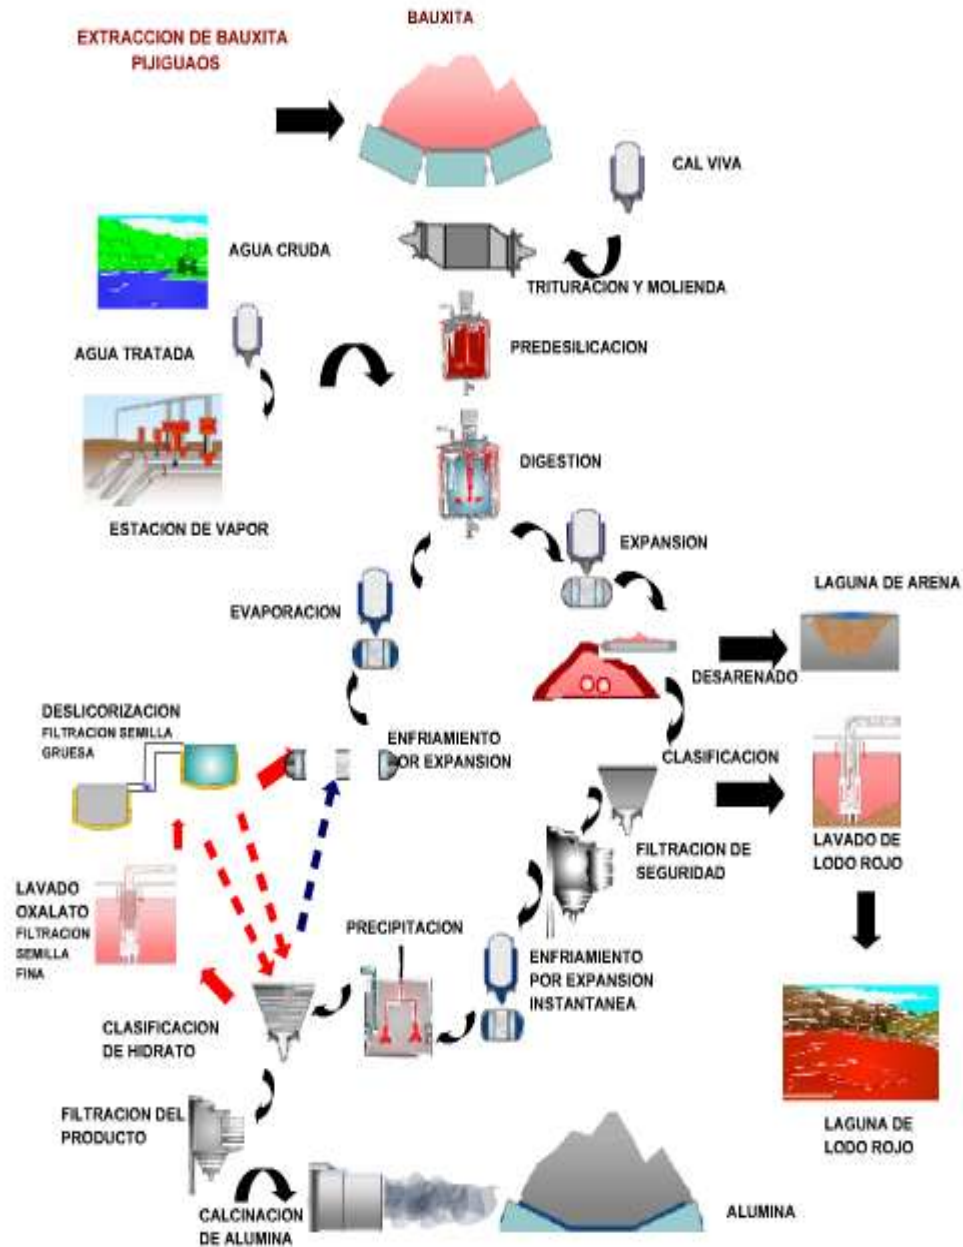 BAUXITA
EXTRACCION DE BAUXITA
PIJIGUAOS
CAL VIVA
AGUA CRUDA
TRITURACION Y MOLIENDA
AGUA TRATADA
PREDESILICACION
DIGESTION
ESTACION DE VAPOR
EXPANSION
LAGUNA DE ARENA
EVAPORACION
DESARENADO
DESLICORIZACION
FILTRACION SEMILLA
GRUESA
ENFRIAMIENTO
POR EXPANSION
CLASIFICACION
LAVADO DE
LODO ROJO
FILTRACION DE
SEGURIDAD
LAVADO
OXALATO
FILTRACION
SEMILLA
FINA
PRECIPITACION
ENFRIAMIENTO
POR EXPANSION
INSTANTANEA
CLASIFICACION
DE HIDRATO
FILTRACION DEL
PRODUCTO
LAGUNA DE
LODO ROJO
CALCINACION
DE ALUMINA
ALUMINA